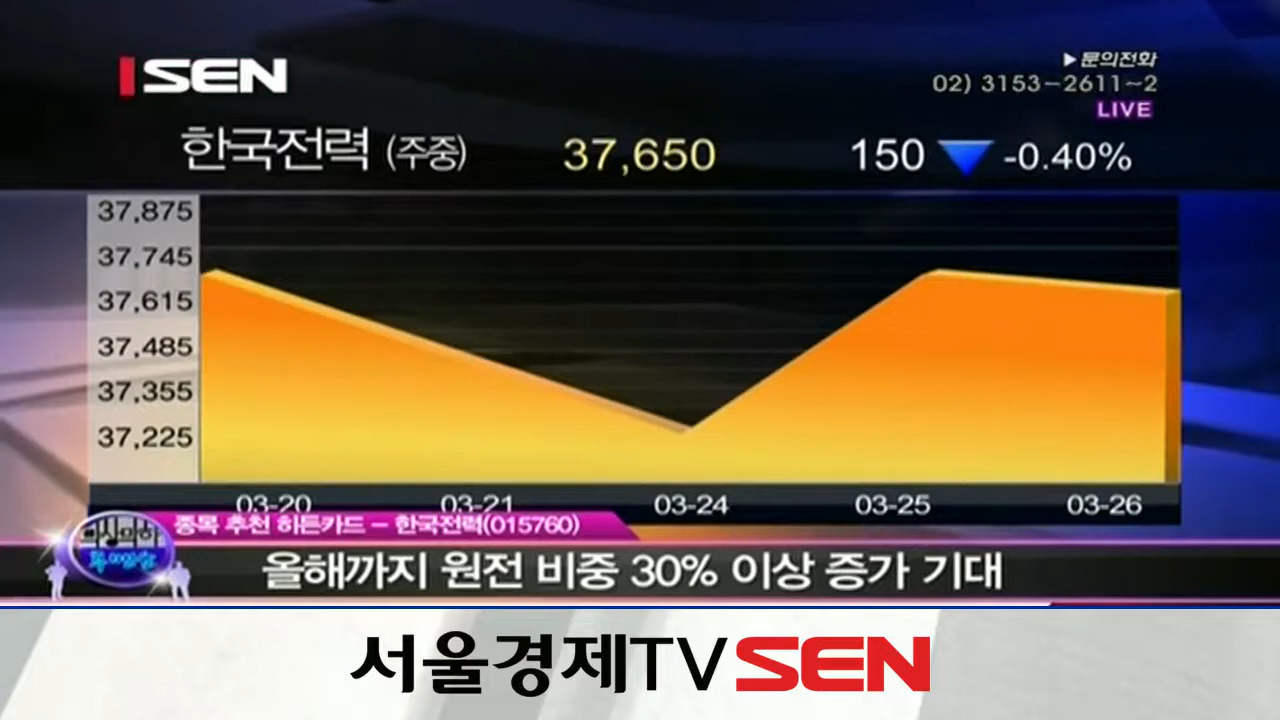 SEN
▶문의전화
02) 3153-2611~2
LIVE
한국전력 (주중) 37,650 150 ▼ -0.40%
37,875
37,745
37,615
37,485
37,355
37,225
03-20 03-21 03-24 03-25 03-26
종목 추천 히든카드 - 한국전력(015760)
올해까지 원전 비중 30% 이상 증가 기대
서울경제TV SEN